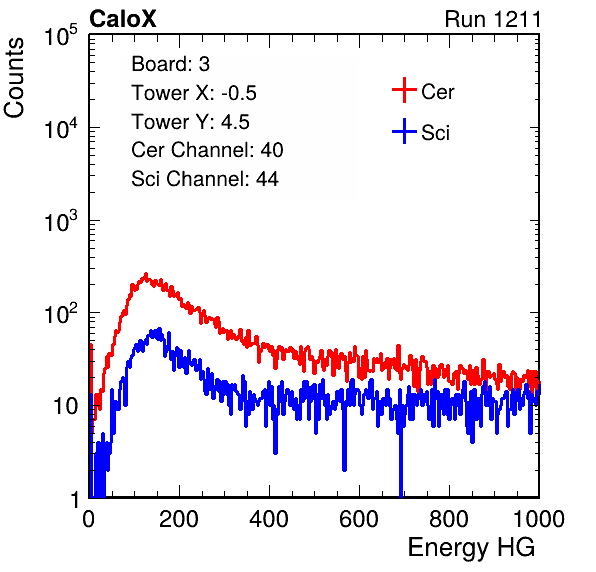 CaloX Run 1211
Counts
10^5
10^4
10^3
10^2
10
1
Board: 3
Tower X: -0.5
Tower Y: 4.5
Cer Channel: 40
Sci Channel: 44
Cer
Sci
0 200 400 600 800 1000
Energy HG